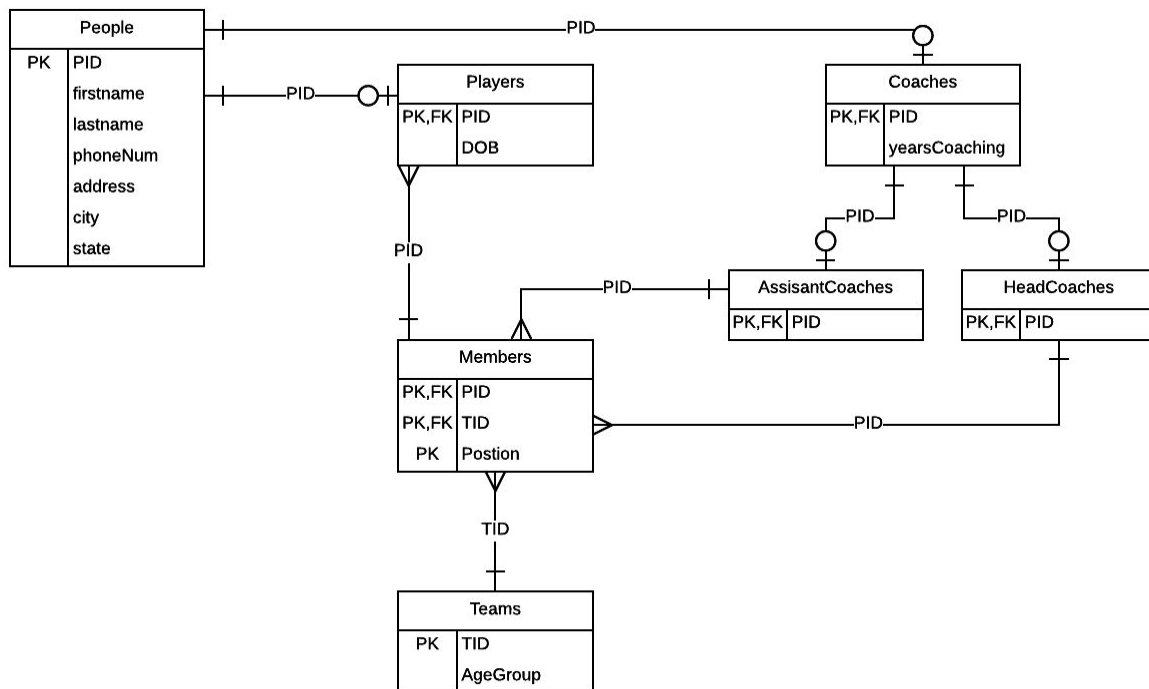 People
PK PID
firstname
lastname
phoneNum
address
city
state
PID
PID
Players
PK,FK PID
DOB
Coaches
PK,FK PID
yearsCoaching
PID
PID
PID
PID
AssisantCoaches
PK,FK PID
HeadCoaches
PK,FK PID
Members
PK,FK PID
PK,FK TID
PK Postion
PID
TID
Teams
PK TID
AgeGroup